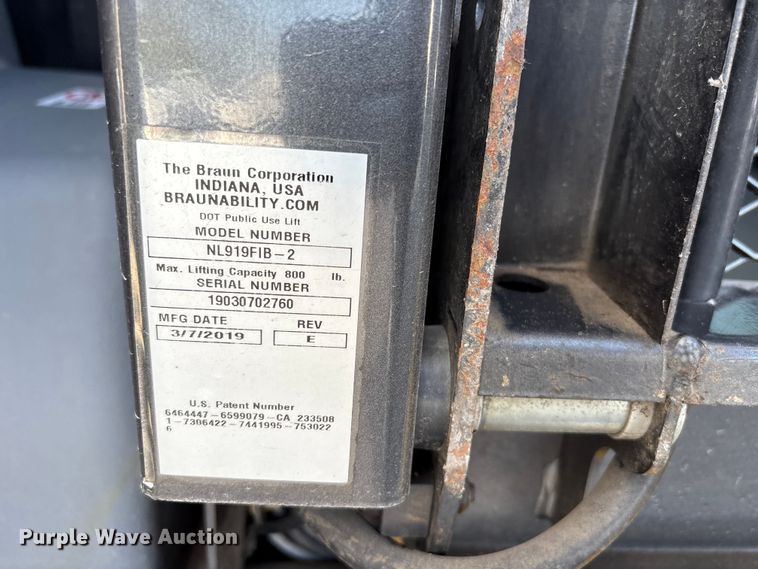 The Braun Corporation
INDIANA, USA
BRAUNABILITY.COM
DOT Public Use Lift
MODEL NUMBER
NL919FIB-2
Max. Lifting Capacity 800 lb.
SERIAL NUMBER
19030702760
MFG DATE REV
3/7/2019 E
U.S. Patent Number
6464447-6599079-CA 233508
1-7306422-7441995-753022
6
Purple Wave Auction